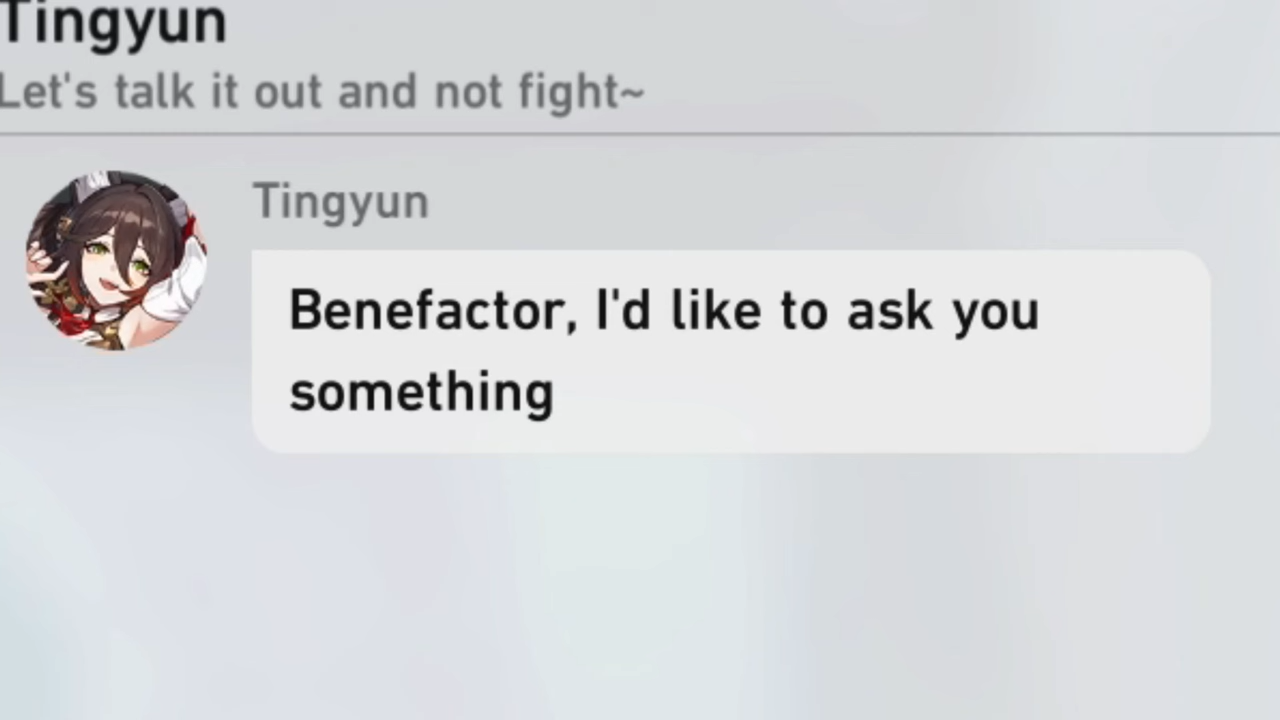 Tingyun
Let's talk it out and not fight~
Tingyun
Benefactor, I'd like to ask you
something